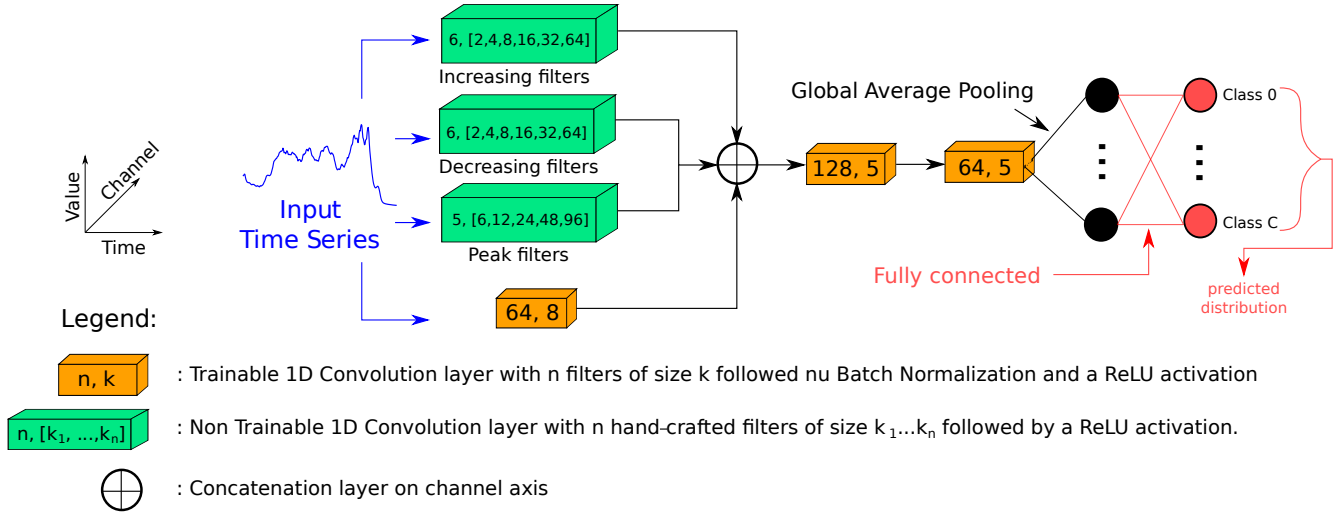 6, [2,4,8,16,32,64]
Increasing filters
6, [2,4,8,16,32,64]
Decreasing filters
5, [6,12,24,48,96]
Peak filters
64, 8
Input
Time Series
Value
Channel
Time
128, 5
64, 5
Global Average Pooling
Class 0
Class C
Fully connected
predicted
distribution
Legend:
n, k
: Trainable 1D Convolution layer with n filters of size k followed nu Batch Normalization and a ReLU activation
n, [k₁, ...,kₙ]
: Non Trainable 1D Convolution layer with n hand-crafted filters of size k₁...kₙ followed by a ReLU activation.
: Concatenation layer on channel axis